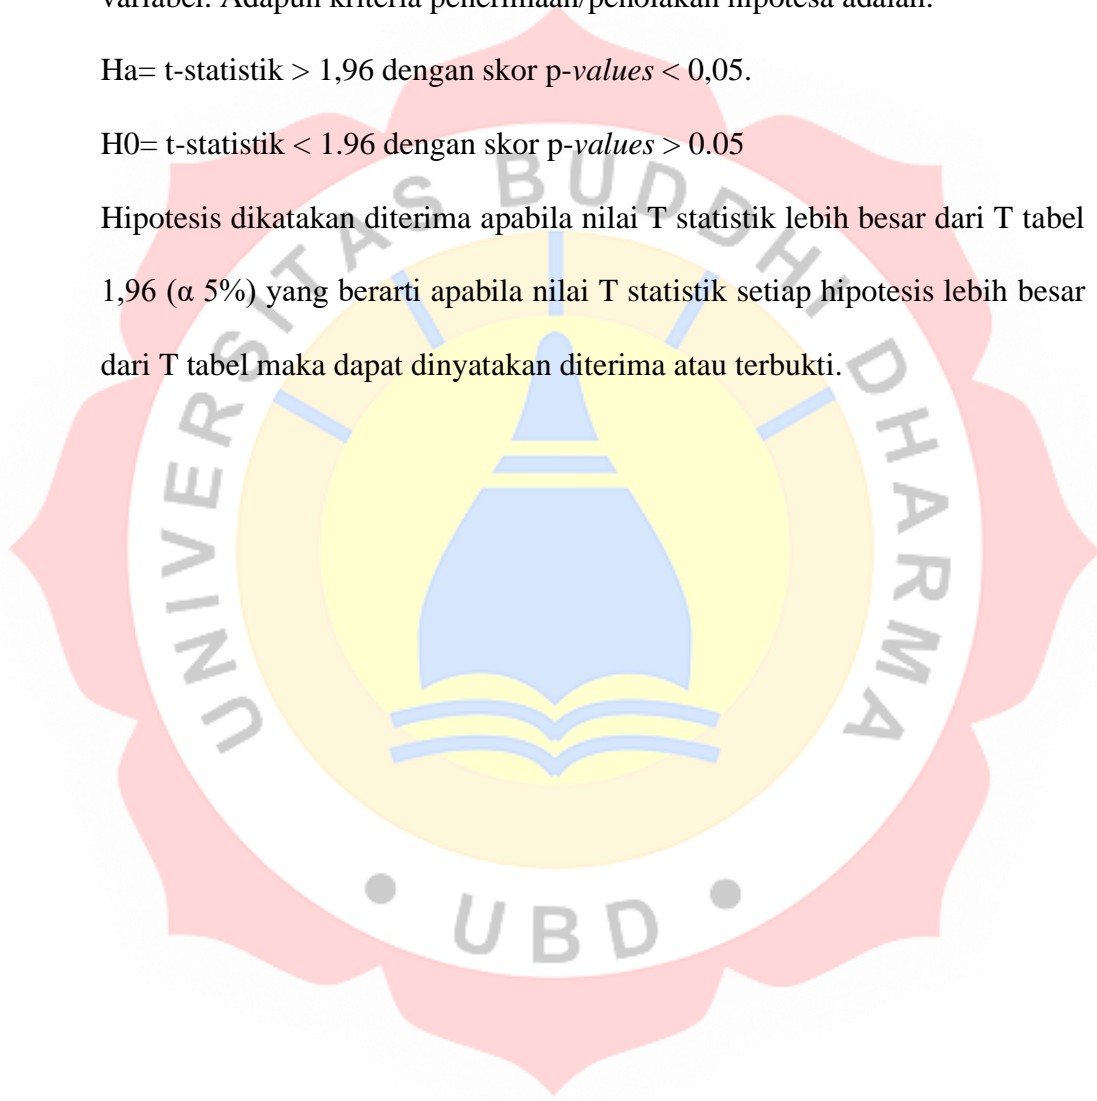 variabel. Adapun kriteria penerimaan/penolakan hipotesa adalah:
Ha= t-statistik > 1,96 dengan skor p-values < 0,05.
H0= t-statistik < 1.96 dengan skor p-values > 0.05
Hipotesis dikatakan diterima apabila nilai T statistik lebih besar dari T tabel
1,96 (α 5%) yang berarti apabila nilai T statistik setiap hipotesis lebih besar
dari T tabel maka dapat dinyatakan diterima atau terbukti.
UNIVERSITAS BUDDHI DHARMA
• UBD •